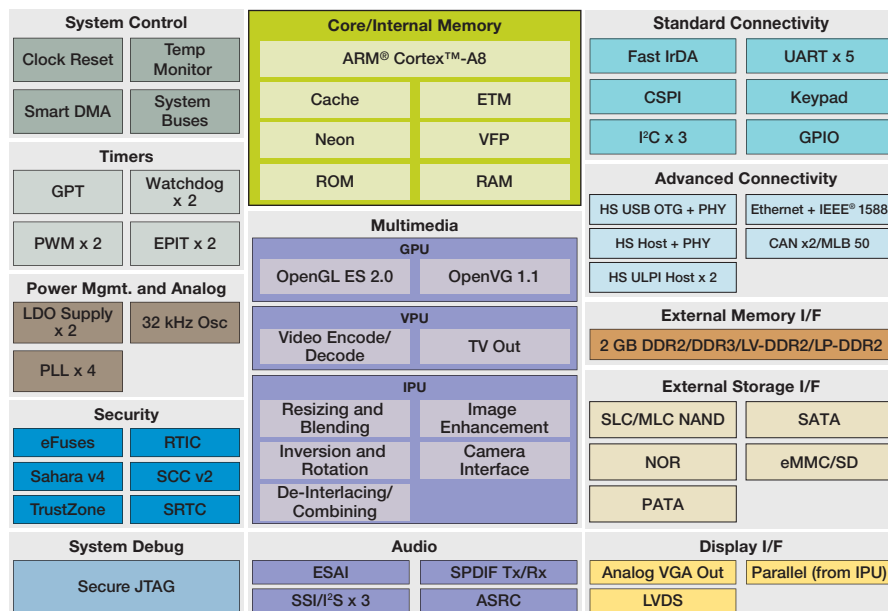 System Control
Clock Reset
Temp
Monitor
Smart DMA
System
Buses
Timers
GPT
Watchdog
x 2
PWM x 2
EPIT x 2
Power Mgmt. and Analog
LDO Supply
x 2
32 kHz Osc
PLL x 4
Security
eFuses
RTIC
Sahara v4
SCC v2
TrustZone
SRTC
System Debug
Secure JTAG
Core/Internal Memory
ARM® Cortex™-A8
Cache
ETM
Neon
VFP
ROM
RAM
Multimedia
GPU
OpenGL ES 2.0
OpenVG 1.1
VPU
Video Encode/
Decode
TV Out
IPU
Resizing and
Blending
Image
Enhancement
Inversion and
Rotation
Camera
Interface
De-Interlacing/
Combining
Audio
ESAI
SPDIF Tx/Rx
SSI/I²S x 3
ASRC
Standard Connectivity
Fast IrDA
UART x 5
CSPI
Keypad
I²C x 3
GPIO
Advanced Connectivity
HS USB OTG + PHY
Ethernet + IEEE® 1588
HS Host + PHY
CAN x2/MLB 50
HS ULPI Host x 2
External Memory I/F
2 GB DDR2/DDR3/LV-DDR2/LP-DDR2
External Storage I/F
SLC/MLC NAND
SATA
NOR
eMMC/SD
PATA
Display I/F
Analog VGA Out
Parallel (from IPU)
LVDS